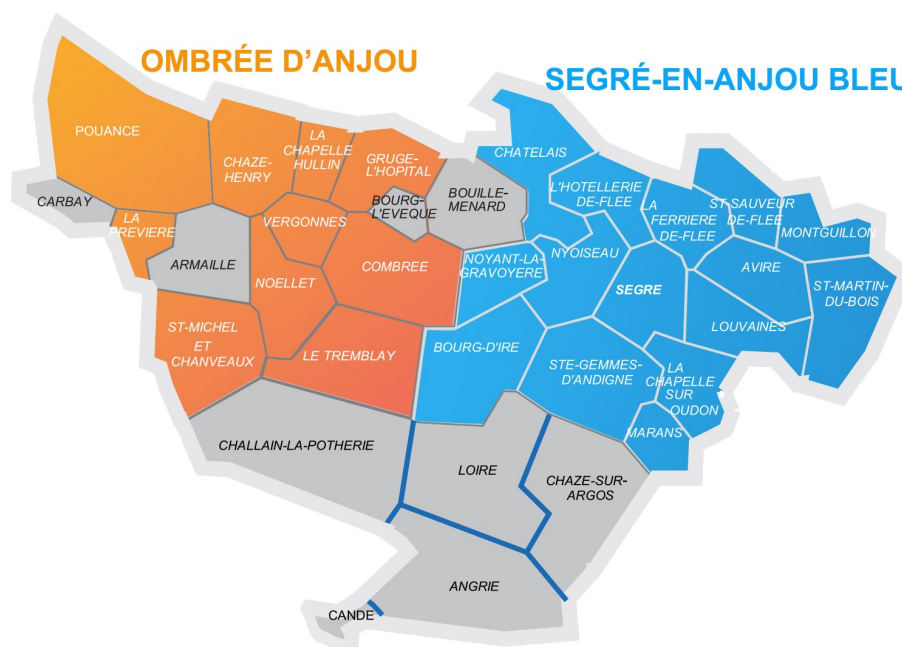 OMBRÉE D'ANJOU
SEGRÉ-EN-ANJOU BLEU
POUANCE
CHAZE-
HENRY
LA
CHAPELLE
HULLIN
GRUGE-
L'HOPITAL
CHATELAIS
CARBAY
LA
PREVIERE
VERGONNES
BOURG-
L'EVEQUE
BOUILLE-
MENARD
L'HOTELLERIE
DE-FLEE
LA
FERRIERE
DE-FLEE
ST-SAUVEUR
DE-FLEE
MONTGUILLON
ARMAILLE
NOELLET
COMBREE
NOYANT-LA-
GRAVOYERE
NYOISEAU
SEGRE
AVIRE
ST-MARTIN-
DU-BOIS
ST-MICHEL
ET
CHANVEAUX
LE TREMBLAY
BOURG-D'IRE
LOUVAINES
STE-GEMMES-
D'ANDIGNE
LA
CHAPELLE
SUR
OUDON
MARANS
CHALLAIN-LA-POTHERIE
LOIRE
CHAZE-SUR-
ARGOS
ANGRIE
CANDE